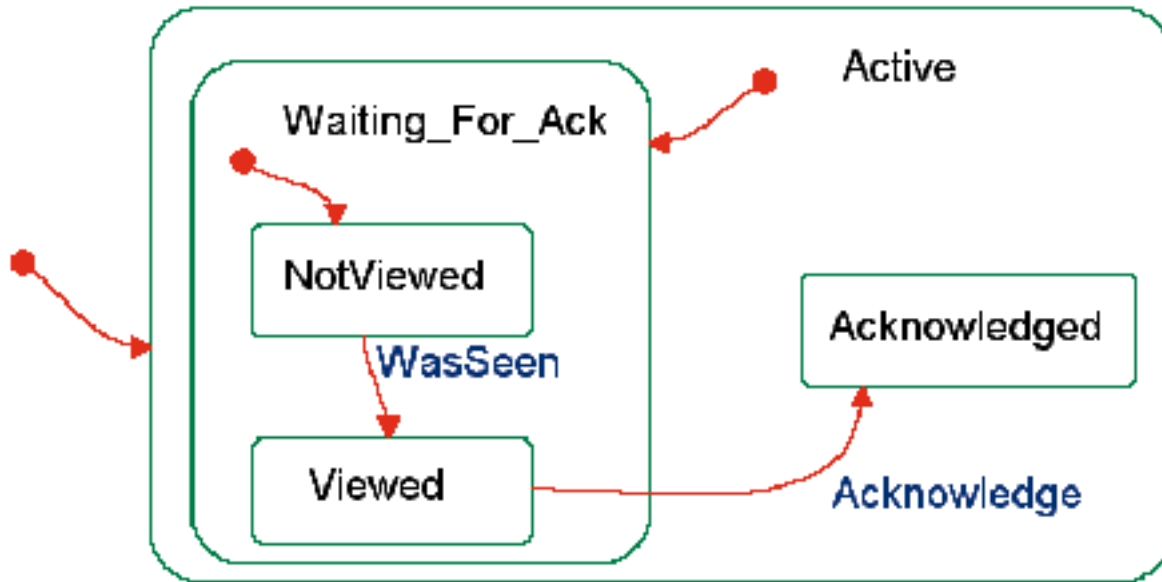 Active
Waiting_For_Ack
NotViewed
Acknowledged
WasSeen
Viewed
Acknowledge